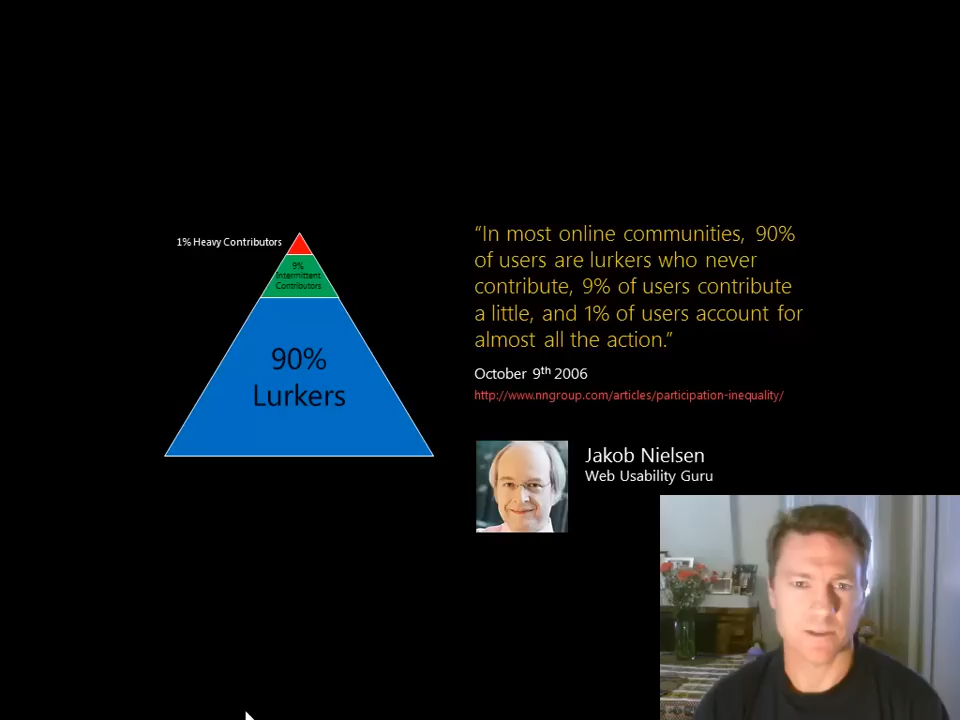 1% Heavy Contributors
9%
Intermittent
Contributors
90%
Lurkers
“In most online communities, 90%
of users are lurkers who never
contribute, 9% of users contribute
a little, and 1% of users account for
almost all the action.”
October 9th 2006
http://www.nngroup.com/articles/participation-inequality/
Jakob Nielsen
Web Usability Guru